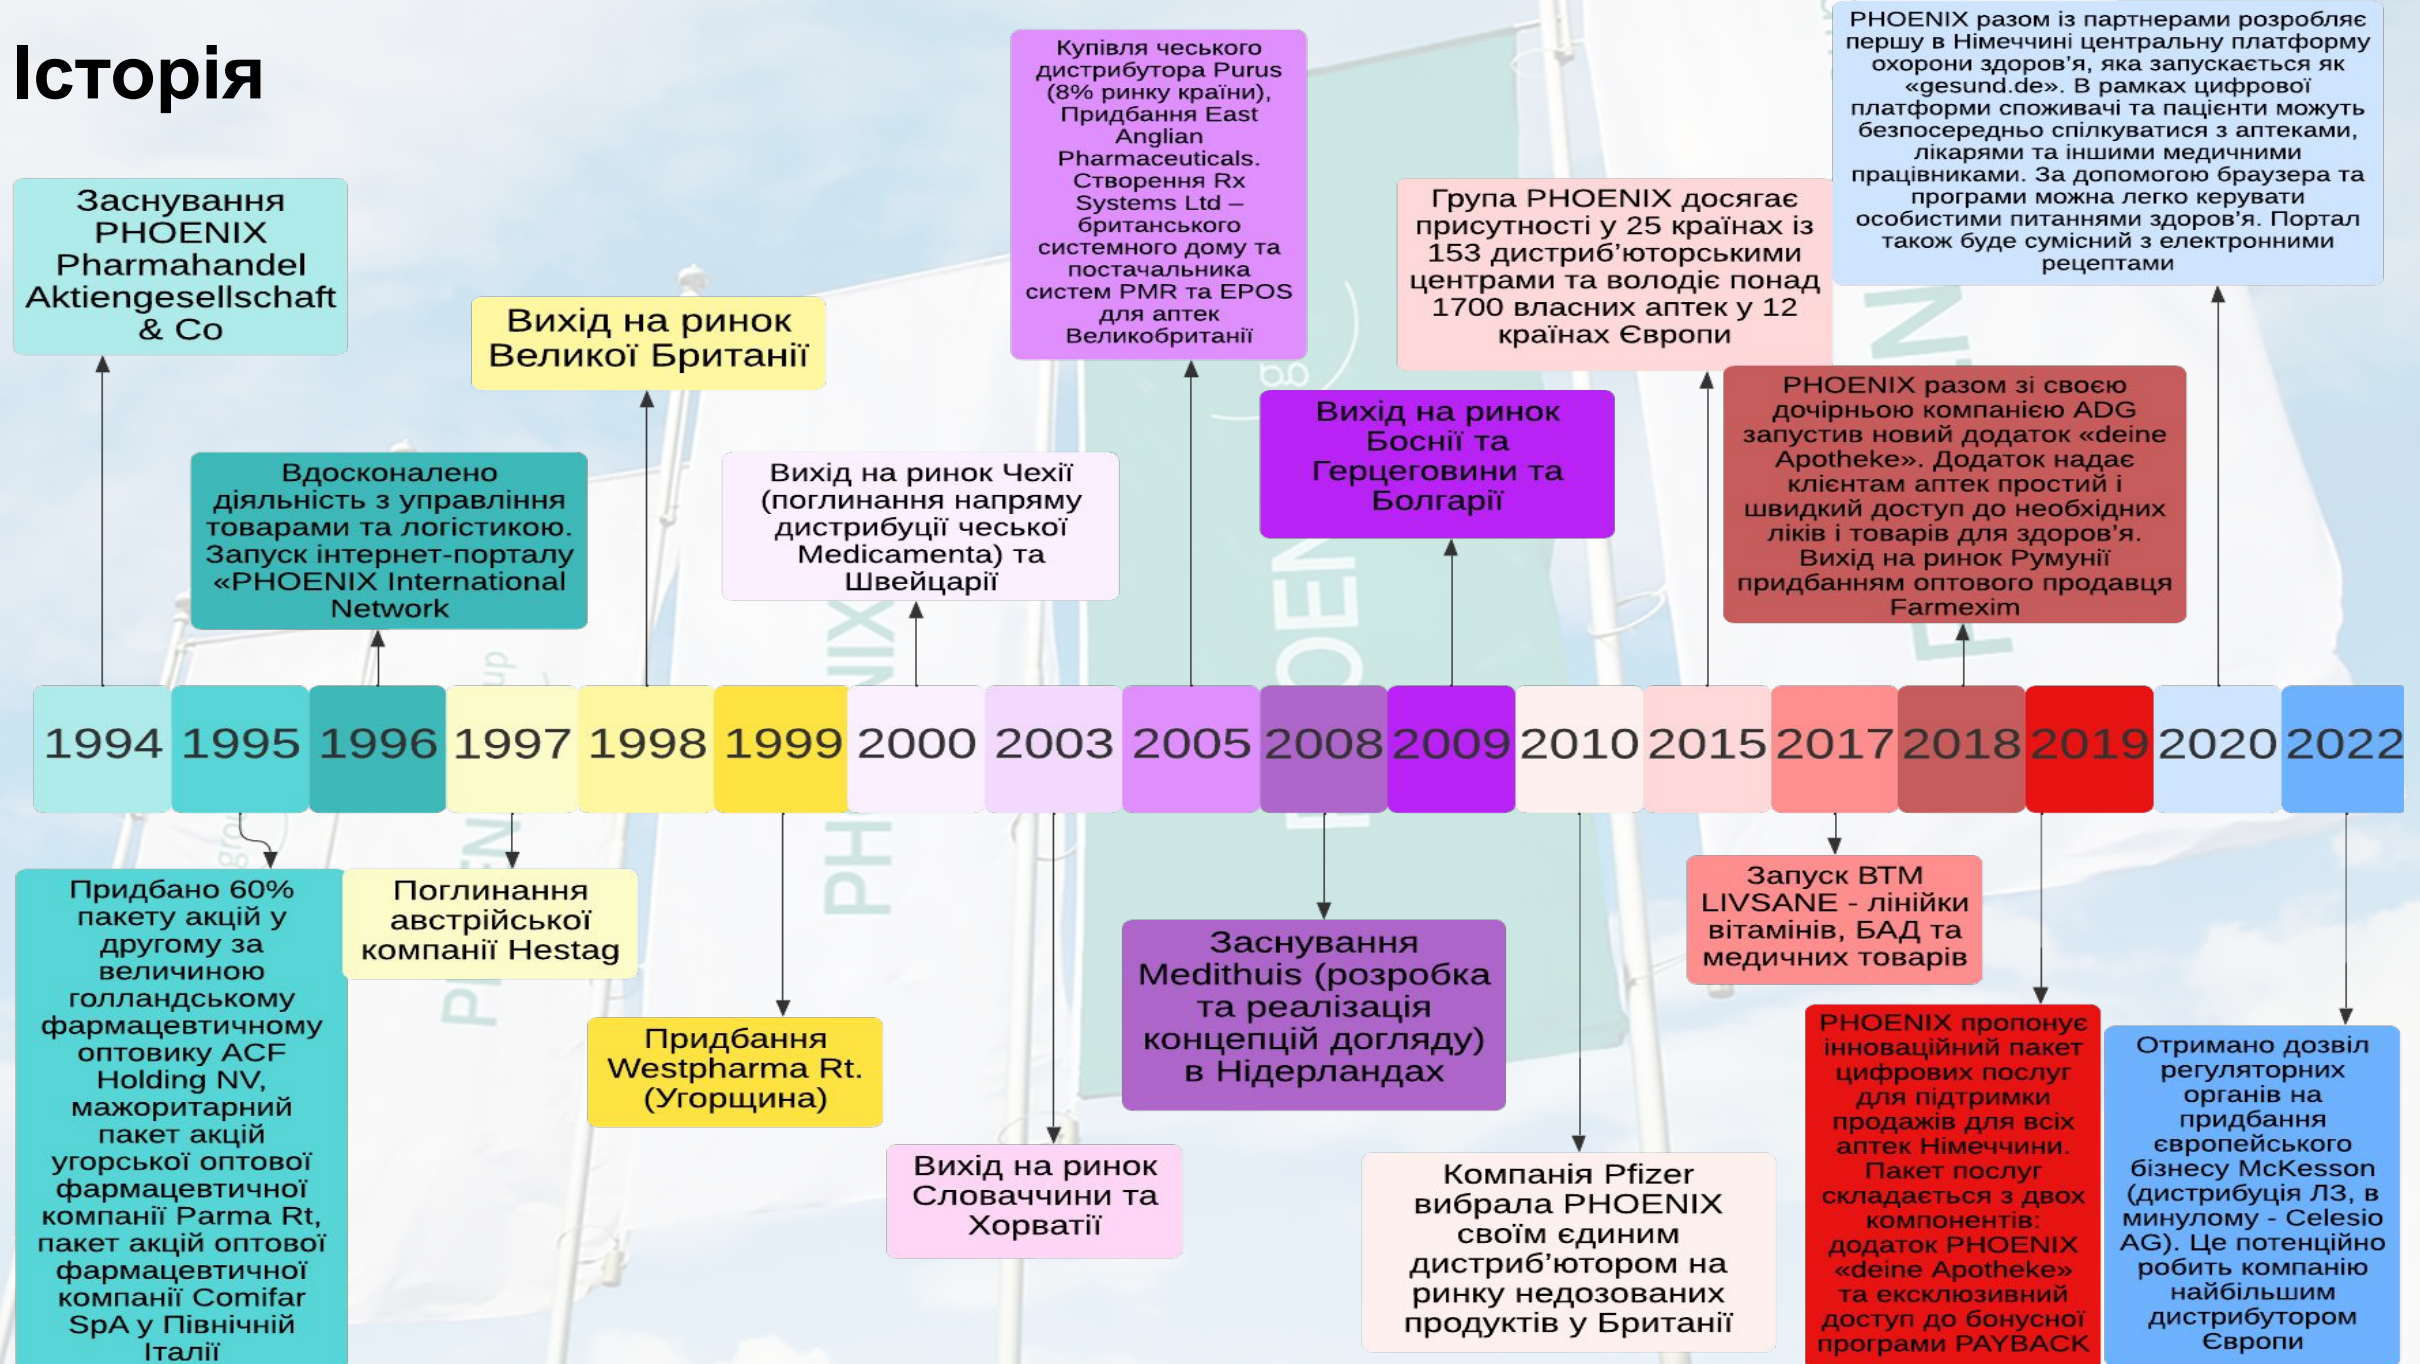 Історія
Заснування
PHOENIX
Pharmahandel
Aktiengesellschaft
& Co
Вдосконалено
діяльність з управління
товарами та логістикою.
Запуск інтернет-порталу
«PHOENIX International
Network
Вихід на ринок
Великої Британії
Вихід на ринок Чехії
(поглинання напряму
дистрибуції чеської
Medicamenta) та
Швейцарії
Купівля чеського
дистрибутора Purus
(8% ринку країни),
Придбання East
Anglian
Pharmaceuticals.
Створення Rx
Systems Ltd –
британського
системного дому та
постачальника
систем PMR та EPOS
для аптек
Великобританії
Вихід на ринок
Боснії та
Герцеговини та
Болгарії
Група PHOENIX досягає
присутності у 25 країнах із
153 дистриб’юторськими
центрами та володіє понад
1700 власних аптек у 12
країнах Європи
PHOENIX разом зі своєю
дочірньою компанією ADG
запустив новий додаток «deine
Apotheke». Додаток надає
клієнтам аптек простий і
швидкий доступ до необхідних
ліків і товарів для здоров’я.
Вихід на ринок Румунії
придбанням оптового продавця
Farmexim
PHOENIX разом із партнерами розробляє
першу в Німеччині центральну платформу
охорони здоров’я, яка запускається як
«gesund.de». В рамках цифрової
платформи споживачі та пацієнти можуть
безпосередньо спілкуватися з аптеками,
лікарями та іншими медичними
працівниками. За допомогою браузера та
програми можна легко керувати
особистими питаннями здоров’я. Портал
також буде сумісний з електронними
рецептами
1994 1995 1996 1997 1998 1999 2000 2003 2005 2008 2009 2010 2015 2017 2018 2019 2020 2022
Придбано 60%
пакету акцій у
другому за
величиною
голландському
фармацевтичному
оптовику ACF
Holding NV,
мажоритарний
пакет акцій
угорської оптової
фармацевтичної
компанії Parma Rt,
пакет акцій оптової
фармацевтичної
компанії Comifar
SpA у Північній
Італії
Поглинання
австрійської
компанії Hestag
Придбання
Westpharma Rt.
(Угорщина)
Вихід на ринок
Словаччини та
Хорватії
Заснування
Medithuis (розробка
та реалізація
концепцій догляду)
в Нідерландах
Компанія Pfizer
вибрала PHOENIX
своїм єдиним
дистриб’ютором на
ринку недозованих
продуктів у Британії
Запуск ВТМ
LIVSANE - лінійки
вітамінів, БАД та
медичних товарів
PHOENIX пропонує
інноваційний пакет
цифрових послуг
для підтримки
продажів для всіх
аптек Німеччини.
Пакет послуг
складається з двох
компонентів:
додаток PHOENIX
«deine Apotheke»
та ексклюзивний
доступ до бонусної
програми PAYBACK
Отримано дозвіл
регуляторних
органів на
придбання
європейського
бізнесу McKesson
(дистрибуція ЛЗ, в
минулому - Celesio
AG). Це потенційно
робить компанію
найбільшим
дистрибутором
Європи